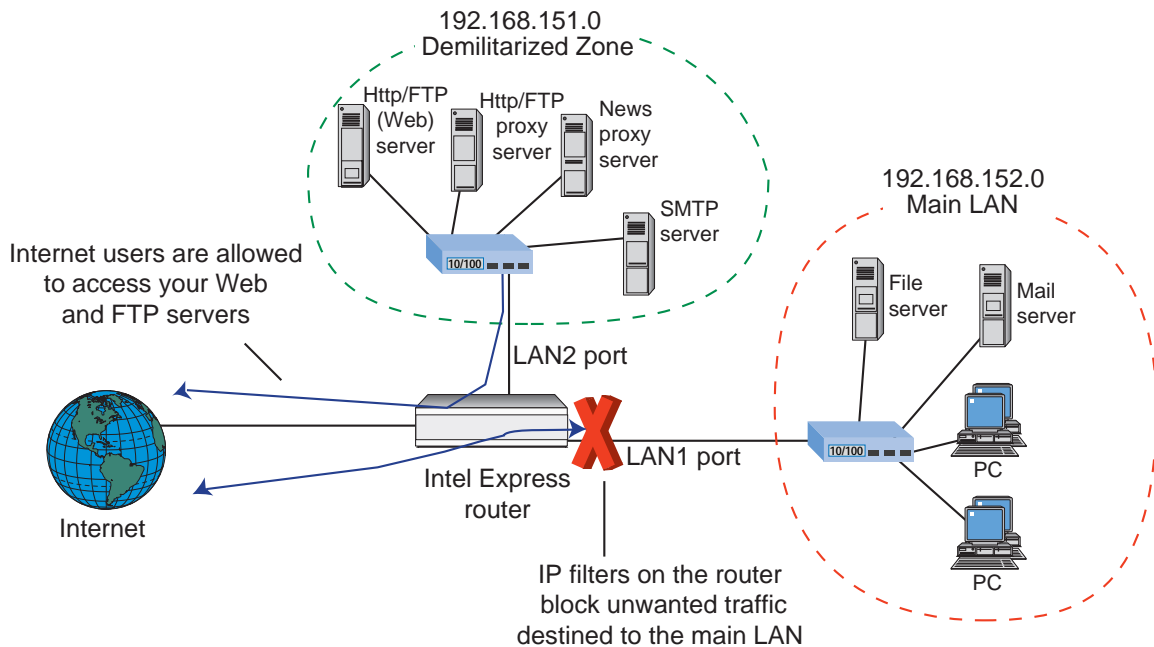 192.168.151.0
Demilitarized Zone
Http/FTP
(Web)
server
Http/FTP
proxy
server
News
proxy
server
SMTP
server
10/100
192.168.152.0
Main LAN
File
server
Mail
server
Internet users are allowed
to access your Web
and FTP servers
LAN2 port
LAN1 port
10/100
PC
PC
Intel Express
router
Internet
IP filters on the router
block unwanted traffic
destined to the main LAN